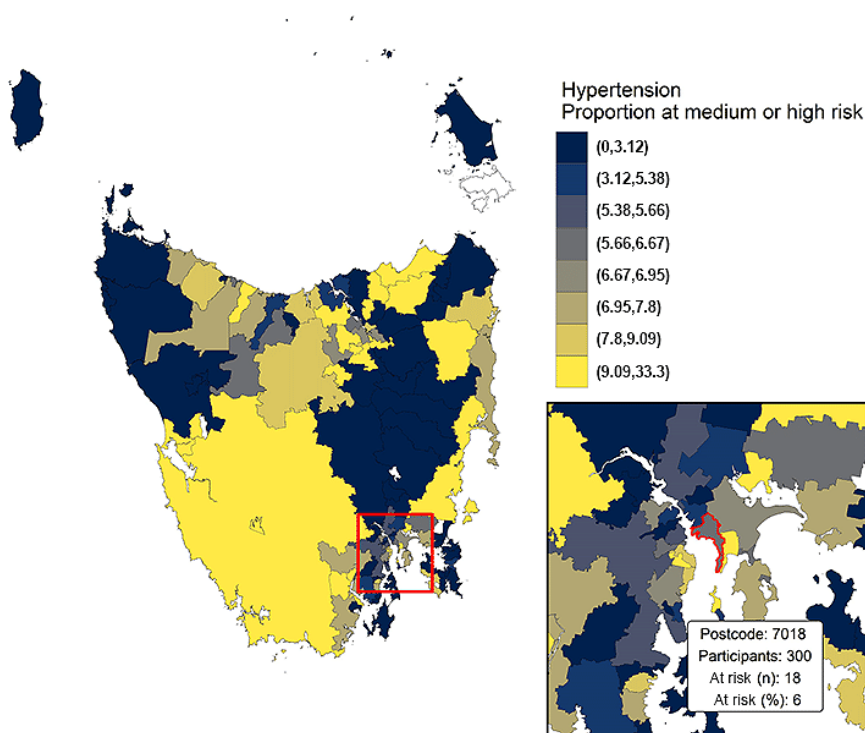 Hypertension
Proportion at medium or high risk
(0,3.12)
(3.12,5.38)
(5.38,5.66)
(5.66,6.67)
(6.67,6.95)
(6.95,7.8)
(7.8,9.09)
(9.09,33.3)
Postcode: 7018
Participants: 300
At risk (n): 18
At risk (%): 6